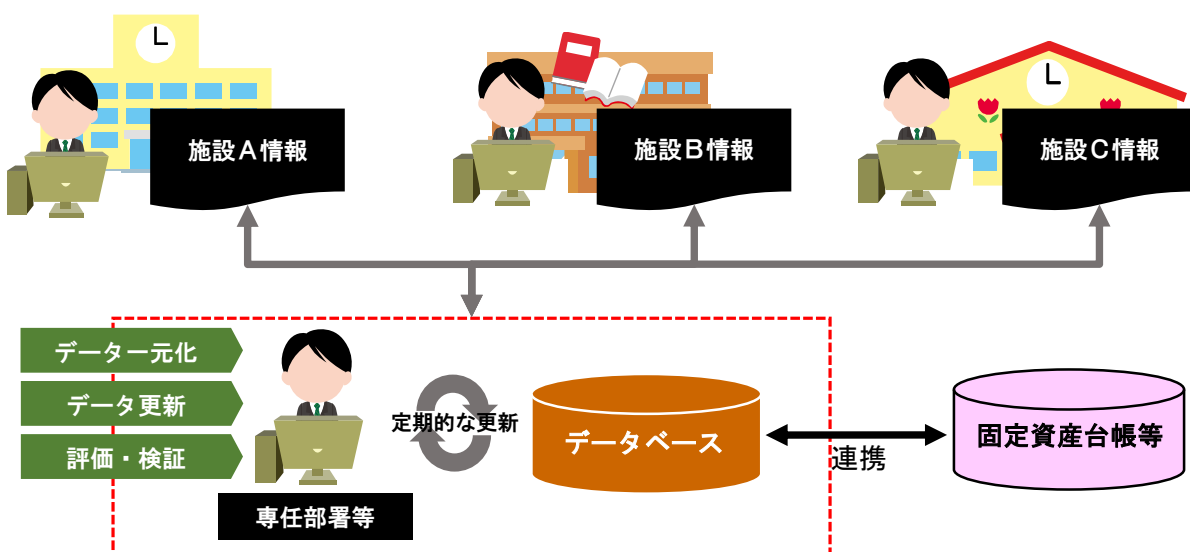 施設A情報
施設B情報
施設C情報
データ一元化
データ更新
評価・検証
定期的な更新
データベース
連携
固定資産台帳等
専任部署等